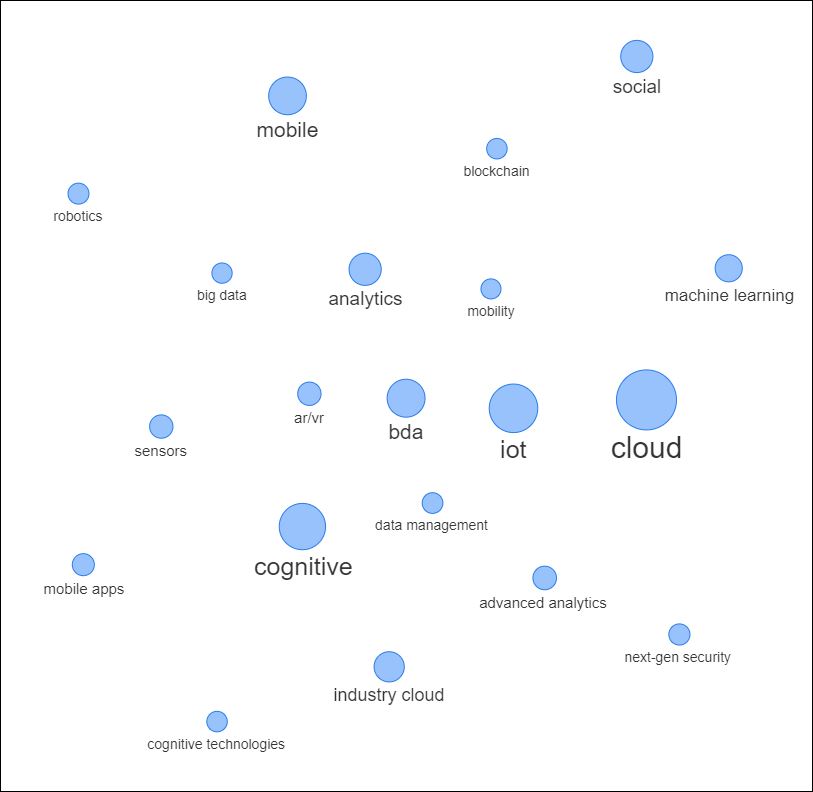 social
mobile
blockchain
robotics
big data
analytics
machine learning
mobility
ar/vr
bda
iot
cloud
sensors
data management
cognitive
mobile apps
advanced analytics
next-gen security
industry cloud
cognitive technologies